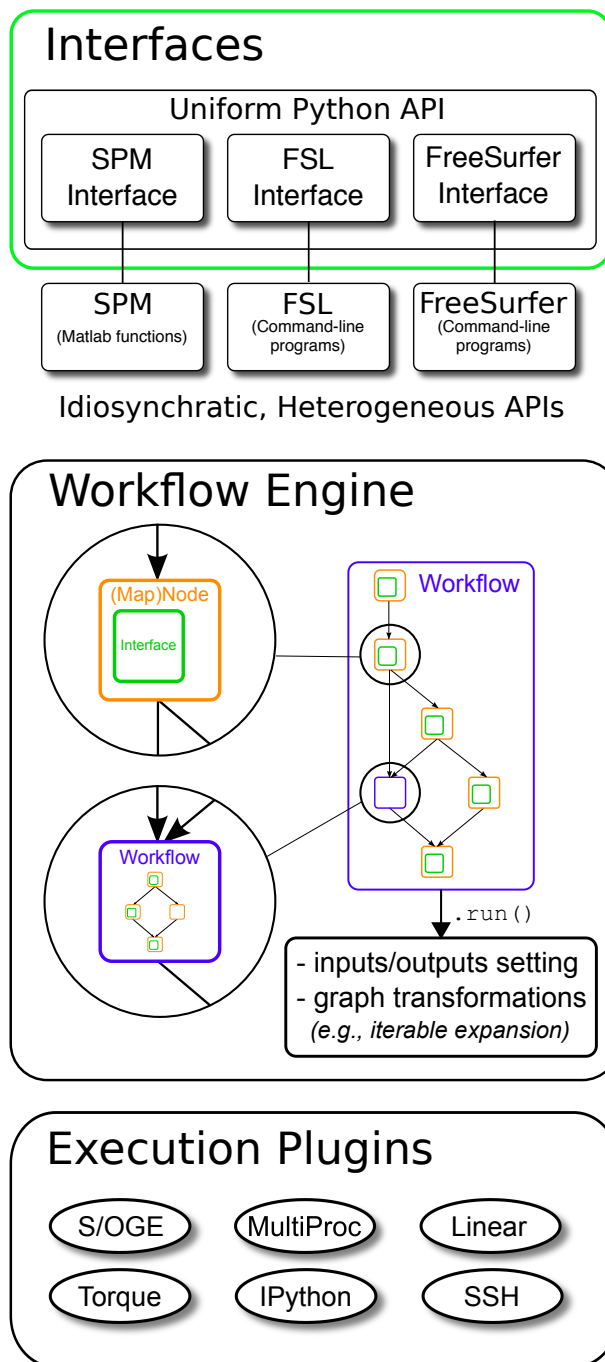 Interfaces
Uniform Python API
SPM
Interface
FSL
Interface
FreeSurfer
Interface
SPM
(Matlab functions)
FSL
(Command-line
programs)
FreeSurfer
(Command-line
programs)
Idiosynchratic, Heterogeneous APIs
Workflow Engine
(Map)Node
Interface
Workflow
Workflow
.run()
- inputs/outputs setting
- graph transformations
(e.g., iterable expansion)
Execution Plugins
S/OGE
MultiProc
Linear
Torque
IPython
SSH